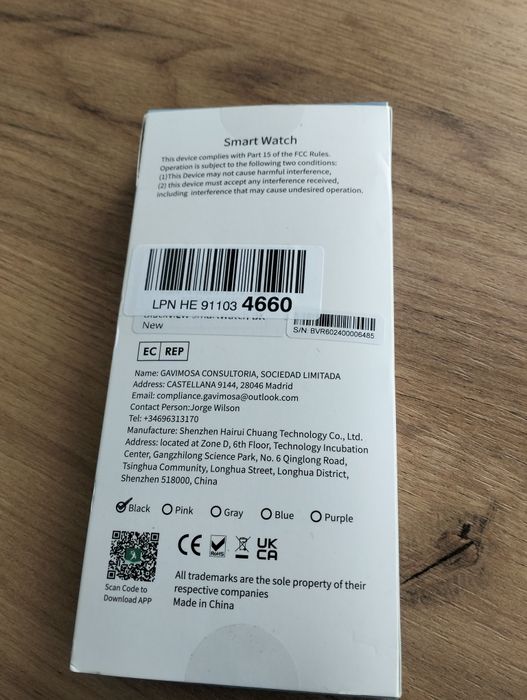 Smart Watch
This device complies with Part 15 of the FCC Rules.
Operation is subject to the following two conditions:
(1)This Device may not cause harmful interference,
(2) this device must accept any interference received,
including interference that may cause undesired operation.
LPN HE 91103 4660
New
S/N: BVR602400006485
EC REP
Name: GAVIMOSA CONSULTORIA, SOCIEDAD LIMITADA
Address: CASTELLANA 9144, 28046 Madrid
Email: compliance.gavimosa@outlook.com
Contact Person:Jorge Wilson
Tel: +34696313170
Manufacture: Shenzhen Hairui Chuang Technology Co., Ltd.
Address: located at Zone D, 6th Floor, Technology Incubation
Center, Gangzhilong Science Park, No. 6 Qinglong Road,
Tsinghua Community, Longhua Street, Longhua District,
Shenzhen 518000, China
Black Pink Gray Blue Purple
CE RoHS UK
CA
Scan Code to
Download APP
All trademarks are the sole property of their
respective companies
Made in China